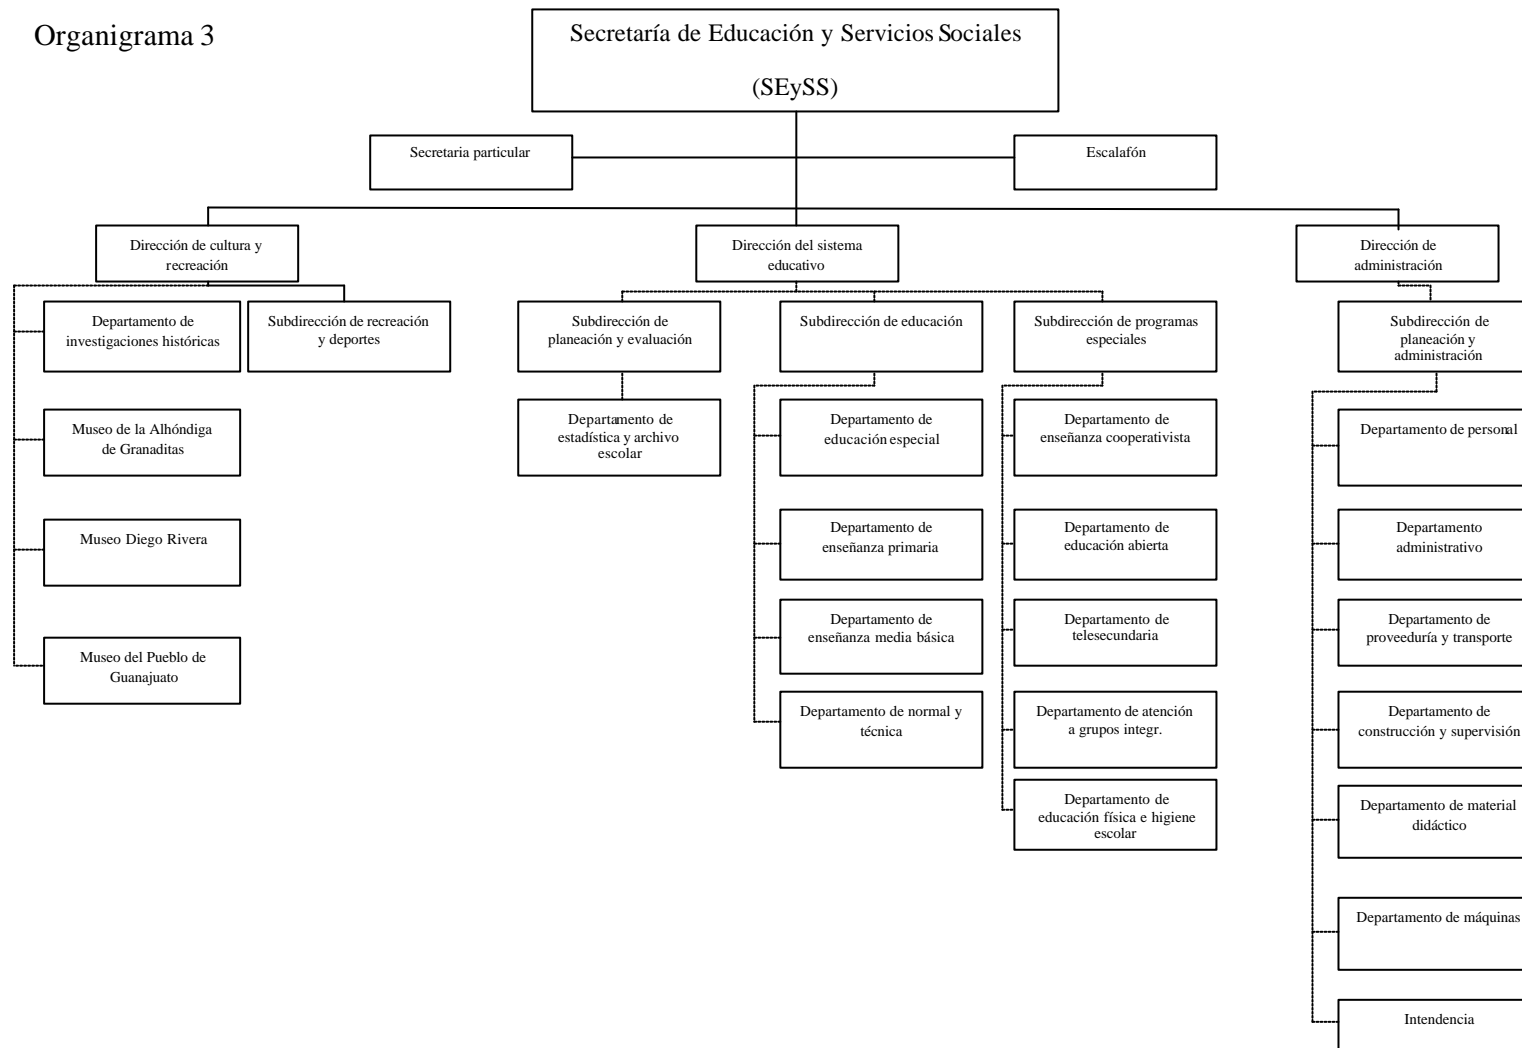 Organigrama 3
Secretaría de Educación y Servicios Sociales
(SEySS)
Secretaria particular
Escalafón
Dirección de cultura y
recreación
Dirección del sistema
educativo
Dirección de
administración
Departamento de
investigaciones históricas
Subdirección de recreación
y deportes
Subdirección de
planeación y evaluación
Subdirección de educación
Subdirección de programas
especiales
Subdirección de
planeación y
administración
Museo de la Alhóndiga
de Granaditas
Museo Diego Rivera
Museo del Pueblo de
Guanajuato
Departamento de
estadística y archivo
escolar
Departamento de
educación especial
Departamento de
enseñanza primaria
Departamento de
enseñanza media básica
Departamento de normal y
técnica
Departamento de
enseñanza cooperativista
Departamento de
educación abierta
Departamento de
telesecundaria
Departamento de atención
a grupos integr.
Departamento de
educación física e higiene
escolar
Departamento de personal
Departamento
administrativo
Departamento de
proveeduría y transporte
Departamento de
construcción y supervisión
Departamento de material
didáctico
Departamento de máquinas
Intendencia